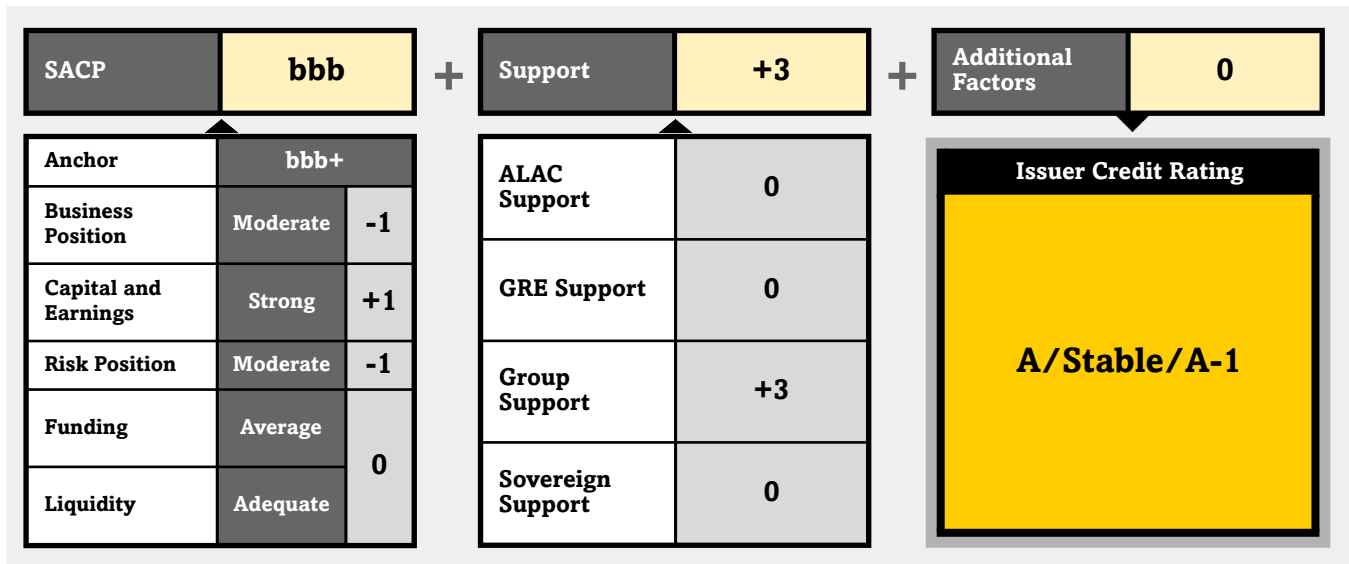 SACP
bbb
+
Support
+3
+
Additional
Factors
0
Anchor
bbb+
Business
Position
Moderate
-1
Capital and
Earnings
Strong
+1
Risk Position
Moderate
-1
Funding
Average
Liquidity
Adequate
0
ALAC
Support
0
GRE Support
0
Group
Support
+3
Sovereign
Support
0
Issuer Credit Rating
A/Stable/A-1